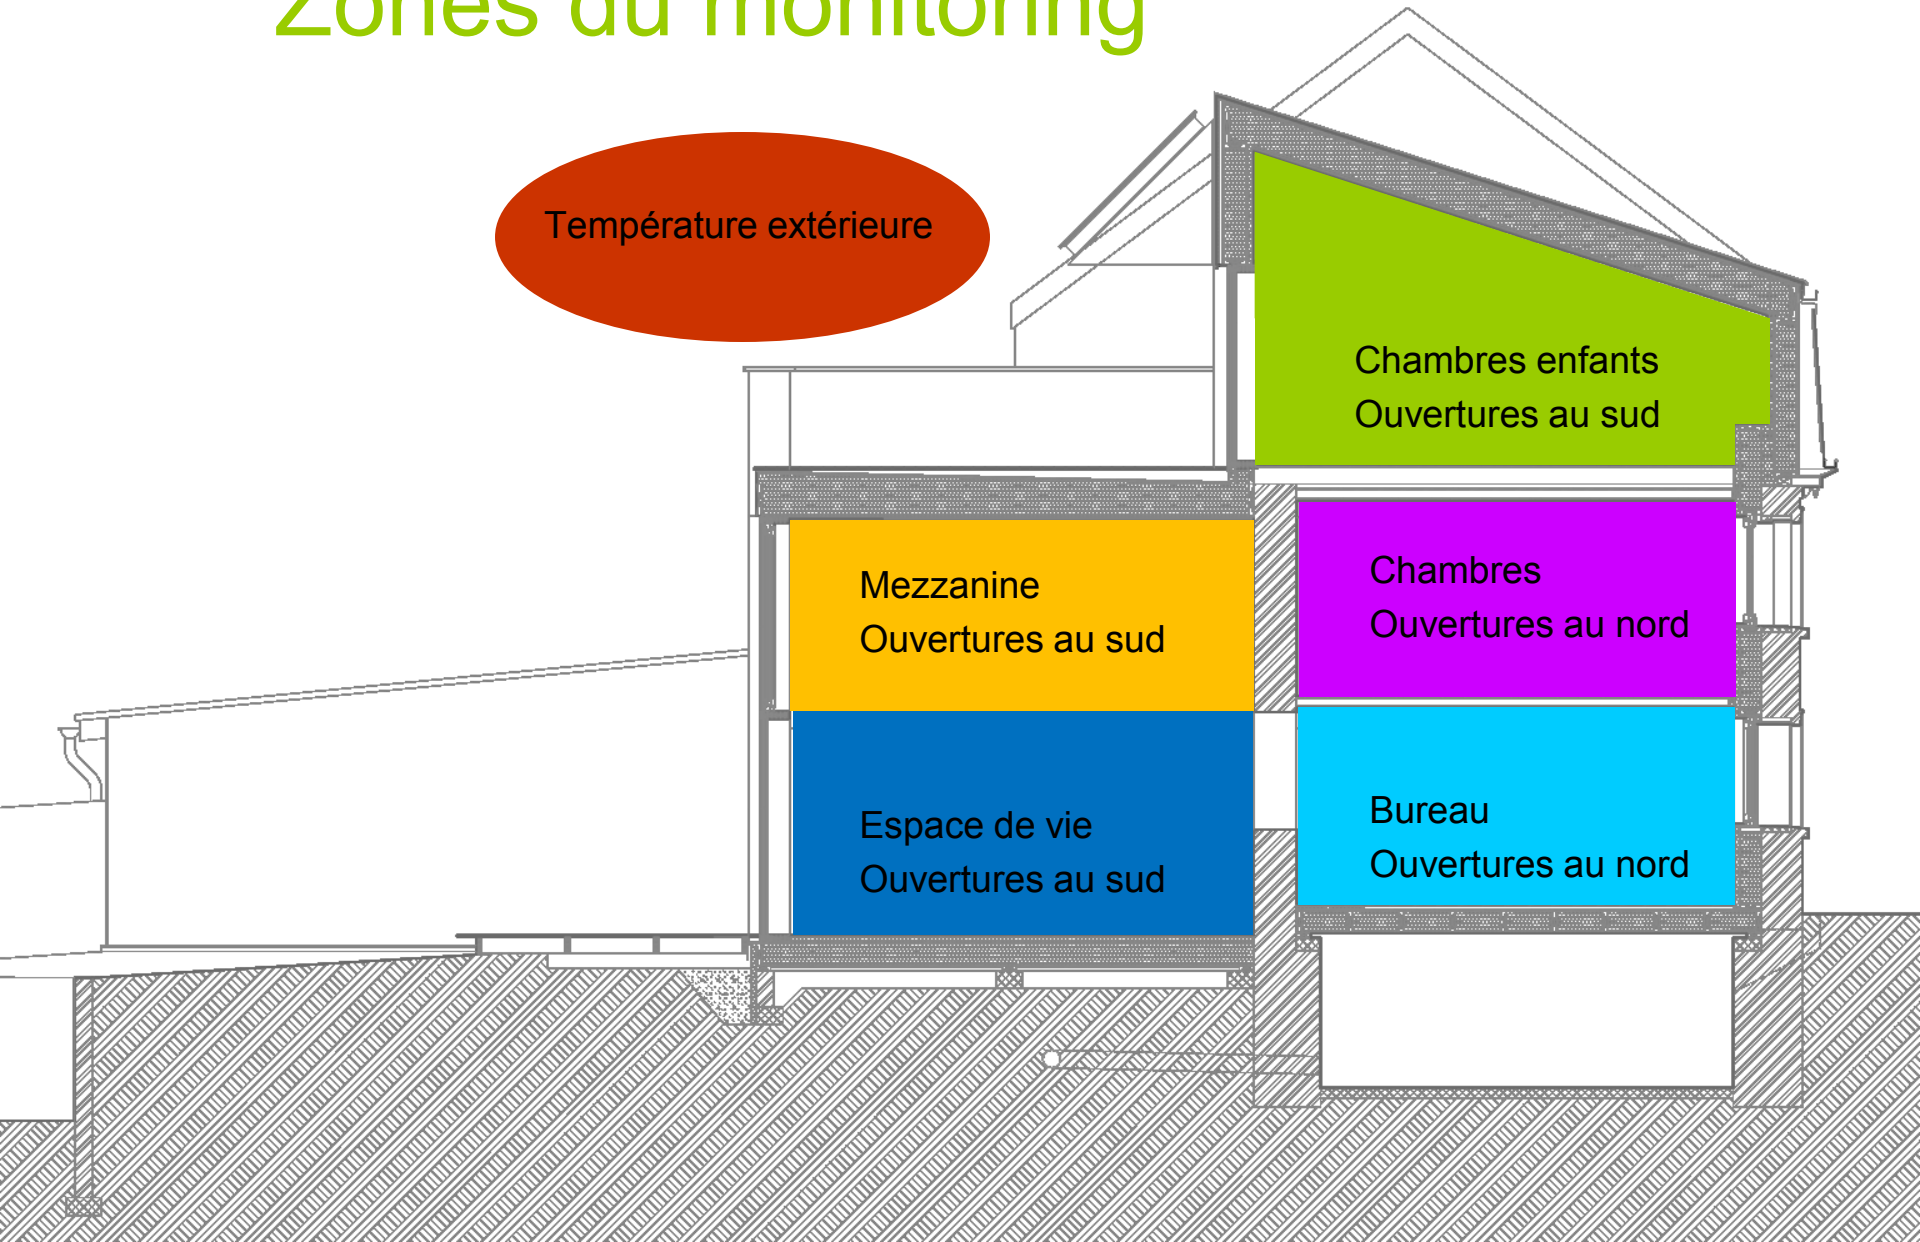 Zones du monitoring
Température extérieure
Chambres enfants
Ouvertures au sud
Mezzanine
Ouvertures au sud
Chambres
Ouvertures au nord
Espace de vie
Ouvertures au sud
Bureau
Ouvertures au nord